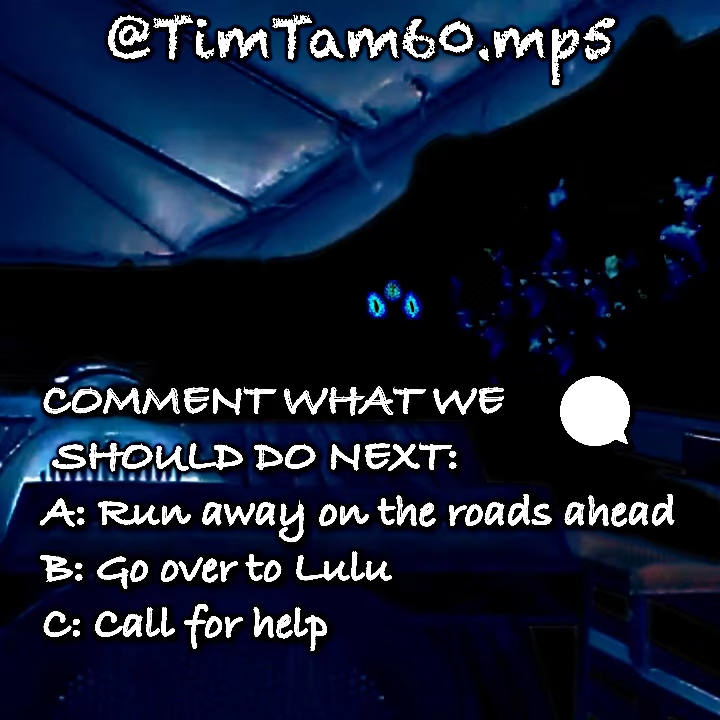 @TimTam60.mp5
COMMENT WHAT WE
SHOULD DO NEXT:
A: Run away on the roads ahead
B: Go over to Lulu
C: Call for help